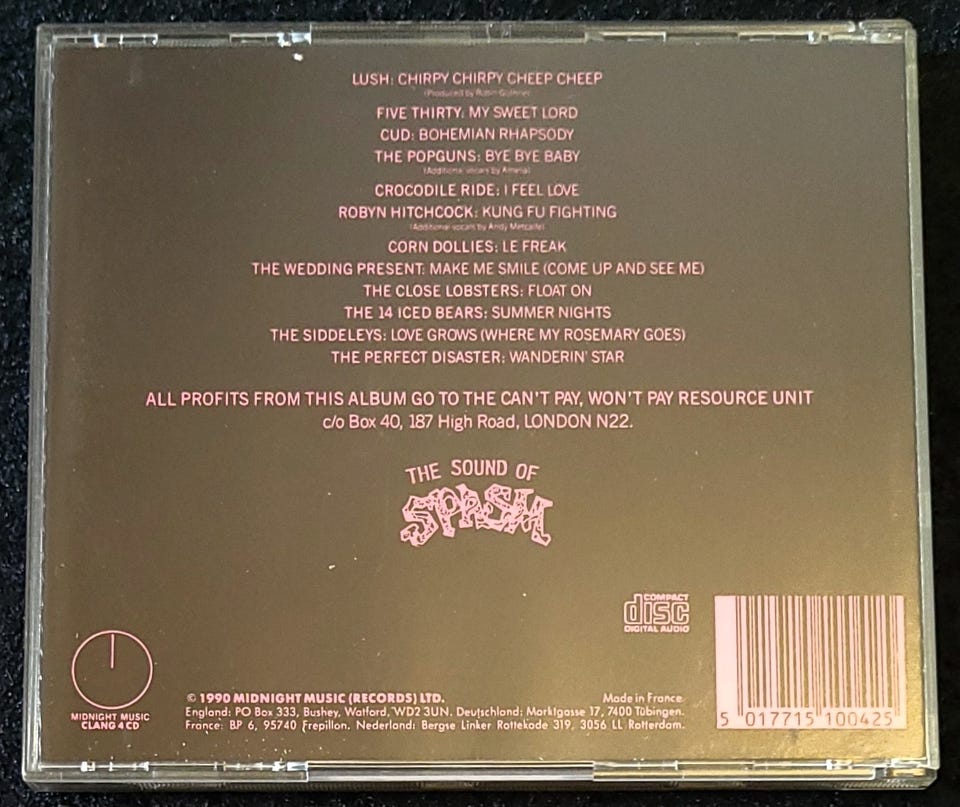 LUSH: CHIRPY CHIRPY CHEEP CHEEP
(Produced by Robin Guthrie)
FIVE THIRTY: MY SWEET LORD
CUD: BOHEMIAN RHAPSODY
THE POPGUNS: BYE BYE BABY
(Additional vocals by Amelia)
CROCODILE RIDE: I FEEL LOVE
ROBYN HITCHCOCK: KUNG FU FIGHTING
(Additional vocals by Andy Metcalfe)
CORN DOLLIES: LE FREAK
THE WEDDING PRESENT: MAKE ME SMILE (COME UP AND SEE ME)
THE CLOSE LOBSTERS: FLOAT ON
THE 14 ICED BEARS: SUMMER NIGHTS
THE SIDDELEYS: LOVE GROWS (WHERE MY ROSEMARY GOES)
THE PERFECT DISASTER: WANDERIN' STAR
ALL PROFITS FROM THIS ALBUM GO TO THE CAN'T PAY, WON'T PAY RESOURCE UNIT
c/o Box 40, 187 High Road, LONDON N22.
THE SOUND OF
SPASM
COMPACT
disc
DIGITAL AUDIO
MIDNIGHT MUSIC
CLANG 4 CD
© 1990 MIDNIGHT MUSIC (RECORDS) LTD. Made in France.
England: PO Box 333, Bushey, Watford, WD2 3UN. Deutschland: Marktgasse 17, 7400 Tübingen.
France: BP 6, 95740 Frepillon. Nederland: Bergse Linker Rottekade 319, 3056 LL Rotterdam.
5 017715 100425